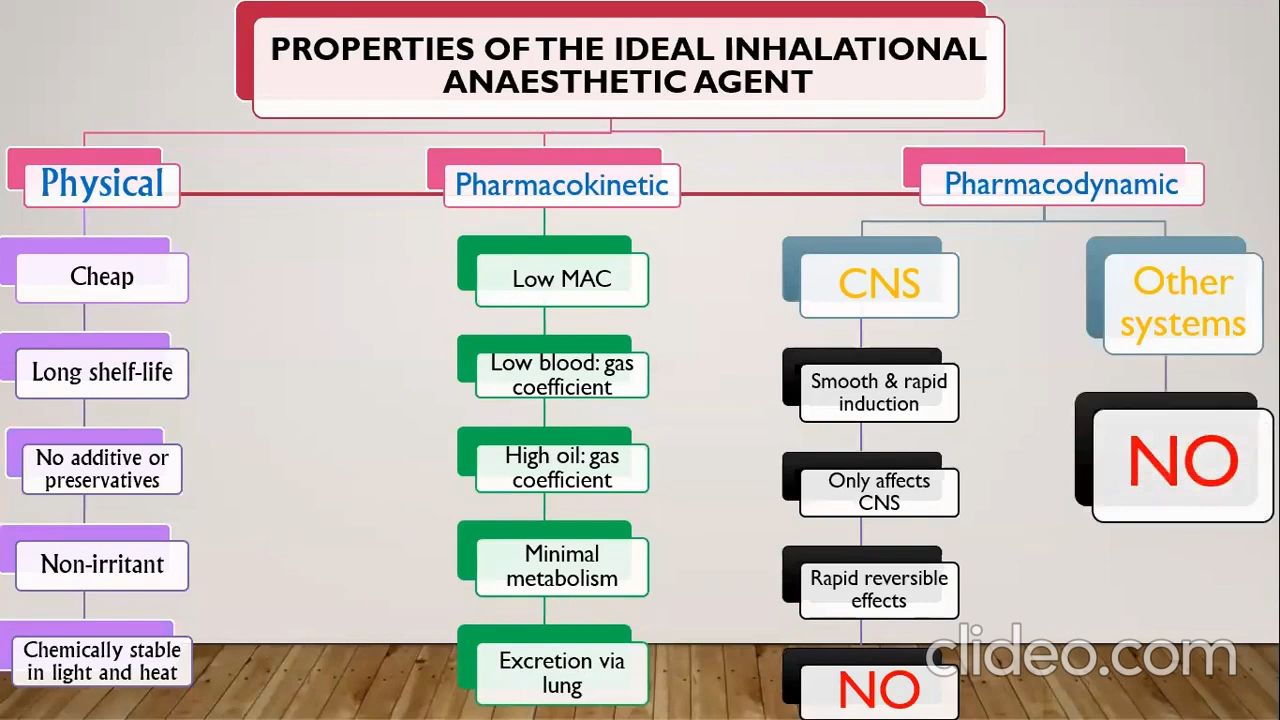 PROPERTIES OF THE IDEAL INHALATIONAL
ANAESTHETIC AGENT
Physical
Pharmacokinetic
Pharmacodynamic
Cheap
Long shelf-life
No additive or
preservatives
Non-irritant
Chemically stable
in light and heat
Low MAC
Low blood: gas
coefficient
High oil: gas
coefficient
Minimal
metabolism
Excretion via
lung
CNS
Smooth & rapid
induction
Only affects
CNS
Rapid reversible
effects
NO
Other
systems
NO
clideo.com